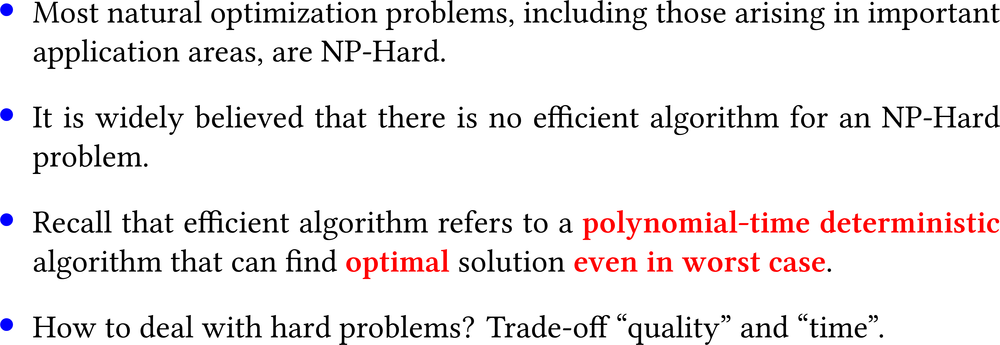 • Most natural optimization problems, including those arising in important
application areas, are NP-Hard.
• It is widely believed that there is no efficient algorithm for an NP-Hard
problem.
• Recall that efficient algorithm refers to a polynomial-time deterministic
algorithm that can find optimal solution even in worst case.
• How to deal with hard problems? Trade-off “quality” and “time”.